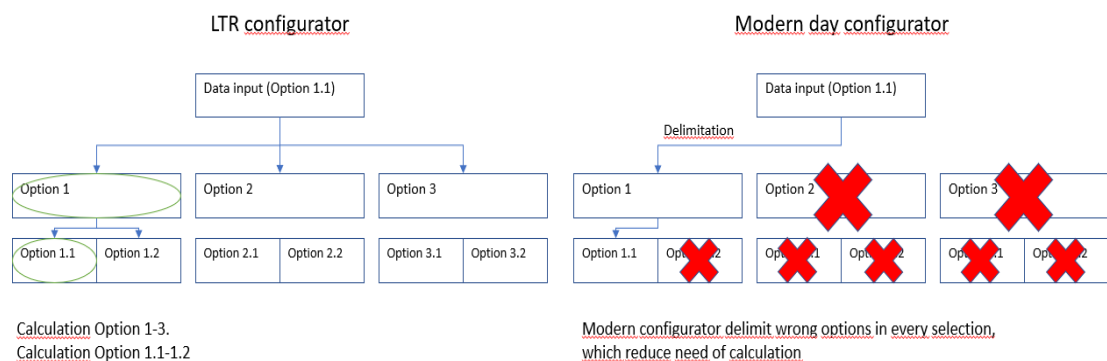 LTR configurator
Modern day configurator
Data input (Option 1.1)
Data input (Option 1.1)
Delimitation
Option 1
Option 2
Option 3
Option 1
Option 2
Option 3
Option 1.1
Option 1.2
Option 2.1
Option 2.2
Option 3.1
Option 3.2
Option 1.1
Calculation Option 1-3.
Calculation Option 1.1-1.2
Modern configurator delimit wrong options in every selection,
which reduce need of calculation